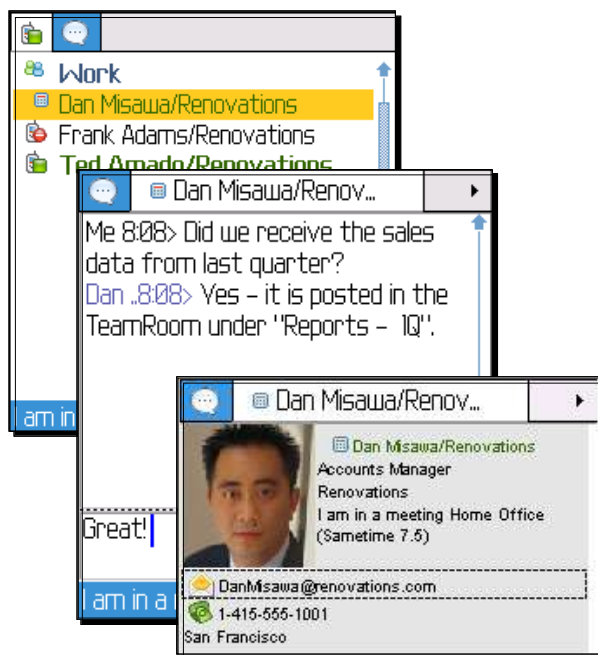 Work
Dan Misawa/Renovations
Frank Adams/Renovations
Ted Amado/Renovations
I am in
Dan Misawa/Renov...
Me 8:08> Did we receive the sales
data from last quarter?
Dan ..8:08> Yes - it is posted in the
TeamRoom under "Reports - 1Q".
Great!
I am in a
Dan Misawa/Renov...
Dan Misawa/Renovations
Accounts Manager
Renovations
I am in a meeting Home Office
(Sametime 7.5)
DanMisawa@renovations.com
1-415-555-1001
San Francisco